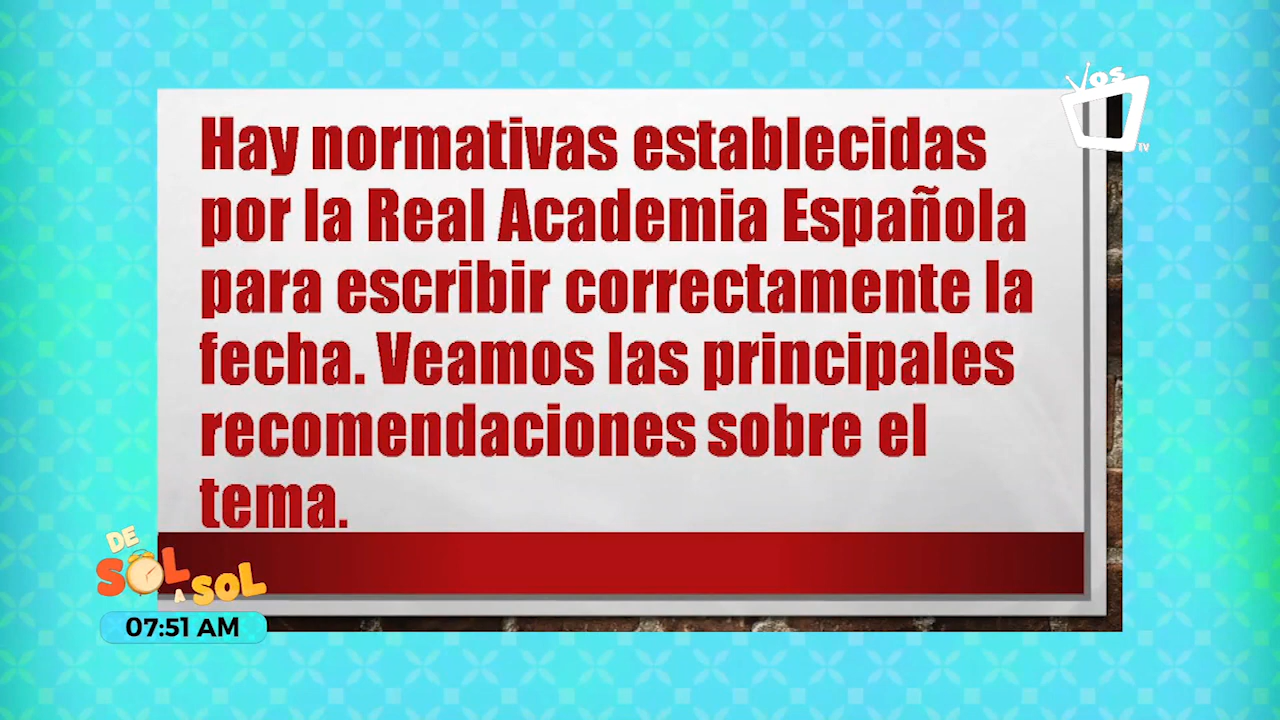 VOS
TV
Hay normativas establecidas
por la Real Academia Española
para escribir correctamente la
fecha. Veamos las principales
recomendaciones sobre el
tema.
DE
SOL
A SOL
07:51 AM